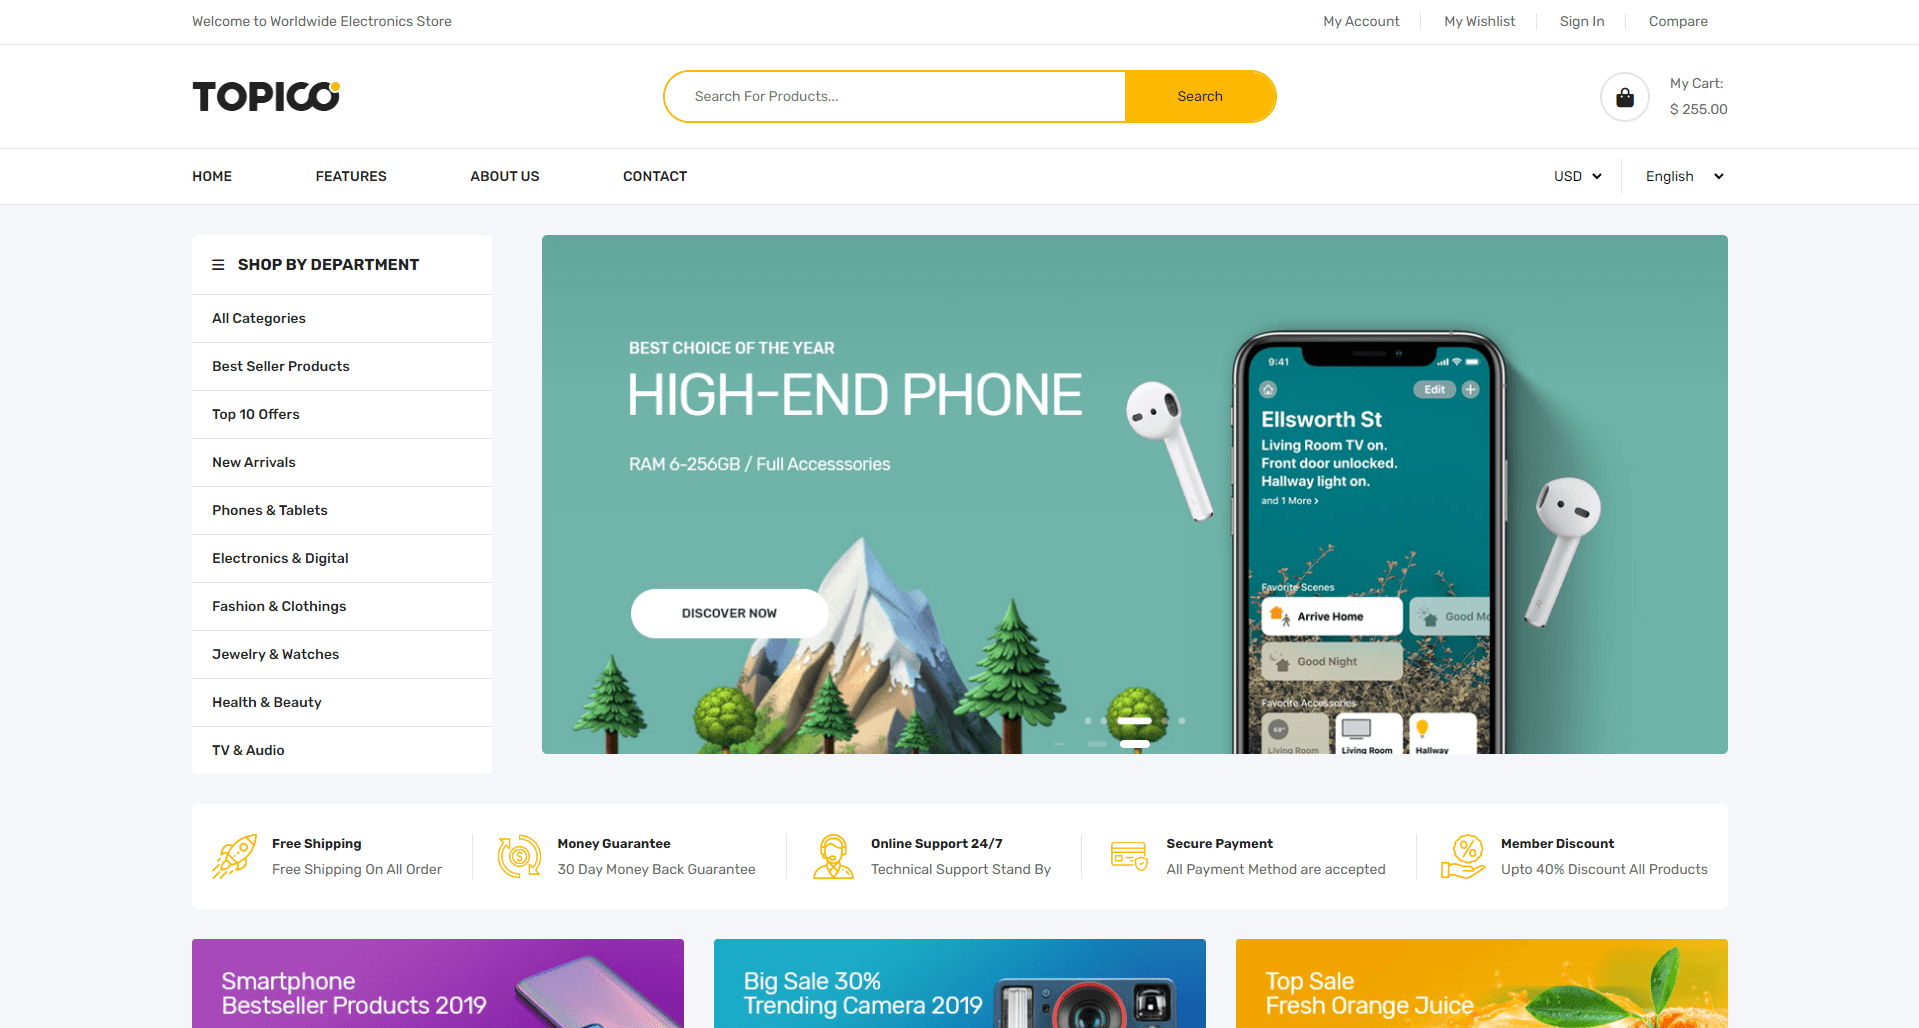 Welcome to Worldwide Electronics Store
My Account
My Wishlist
Sign In
Compare
TOPICO
Search For Products...
Search
My Cart:
$ 255.00
HOME
FEATURES
ABOUT US
CONTACT
USD
English
SHOP BY DEPARTMENT
All Categories
Best Seller Products
Top 10 Offers
New Arrivals
Phones & Tablets
Electronics & Digital
Fashion & Clothings
Jewelry & Watches
Health & Beauty
TV & Audio
BEST CHOICE OF THE YEAR
HIGH-END PHONE
RAM 6-256GB / Full Accesssories
DISCOVER NOW
9:41
Edit
Ellsworth St
Living Room TV on.
Front door unlocked.
Hallway light on.
and 1 More >
Favorite Scenes
Arrive Home
Good Mo
Good Night
Favorite Accessories
68°
Living Room
Living Room
Hallway
Free Shipping
Free Shipping On All Order
Money Guarantee
30 Day Money Back Guarantee
Online Support 24/7
Technical Support Stand By
Secure Payment
All Payment Method are accepted
Member Discount
Upto 40% Discount All Products
Smartphone
Bestseller Products 2019
Big Sale 30%
Trending Camera 2019
Top Sale
Fresh Orange Juice